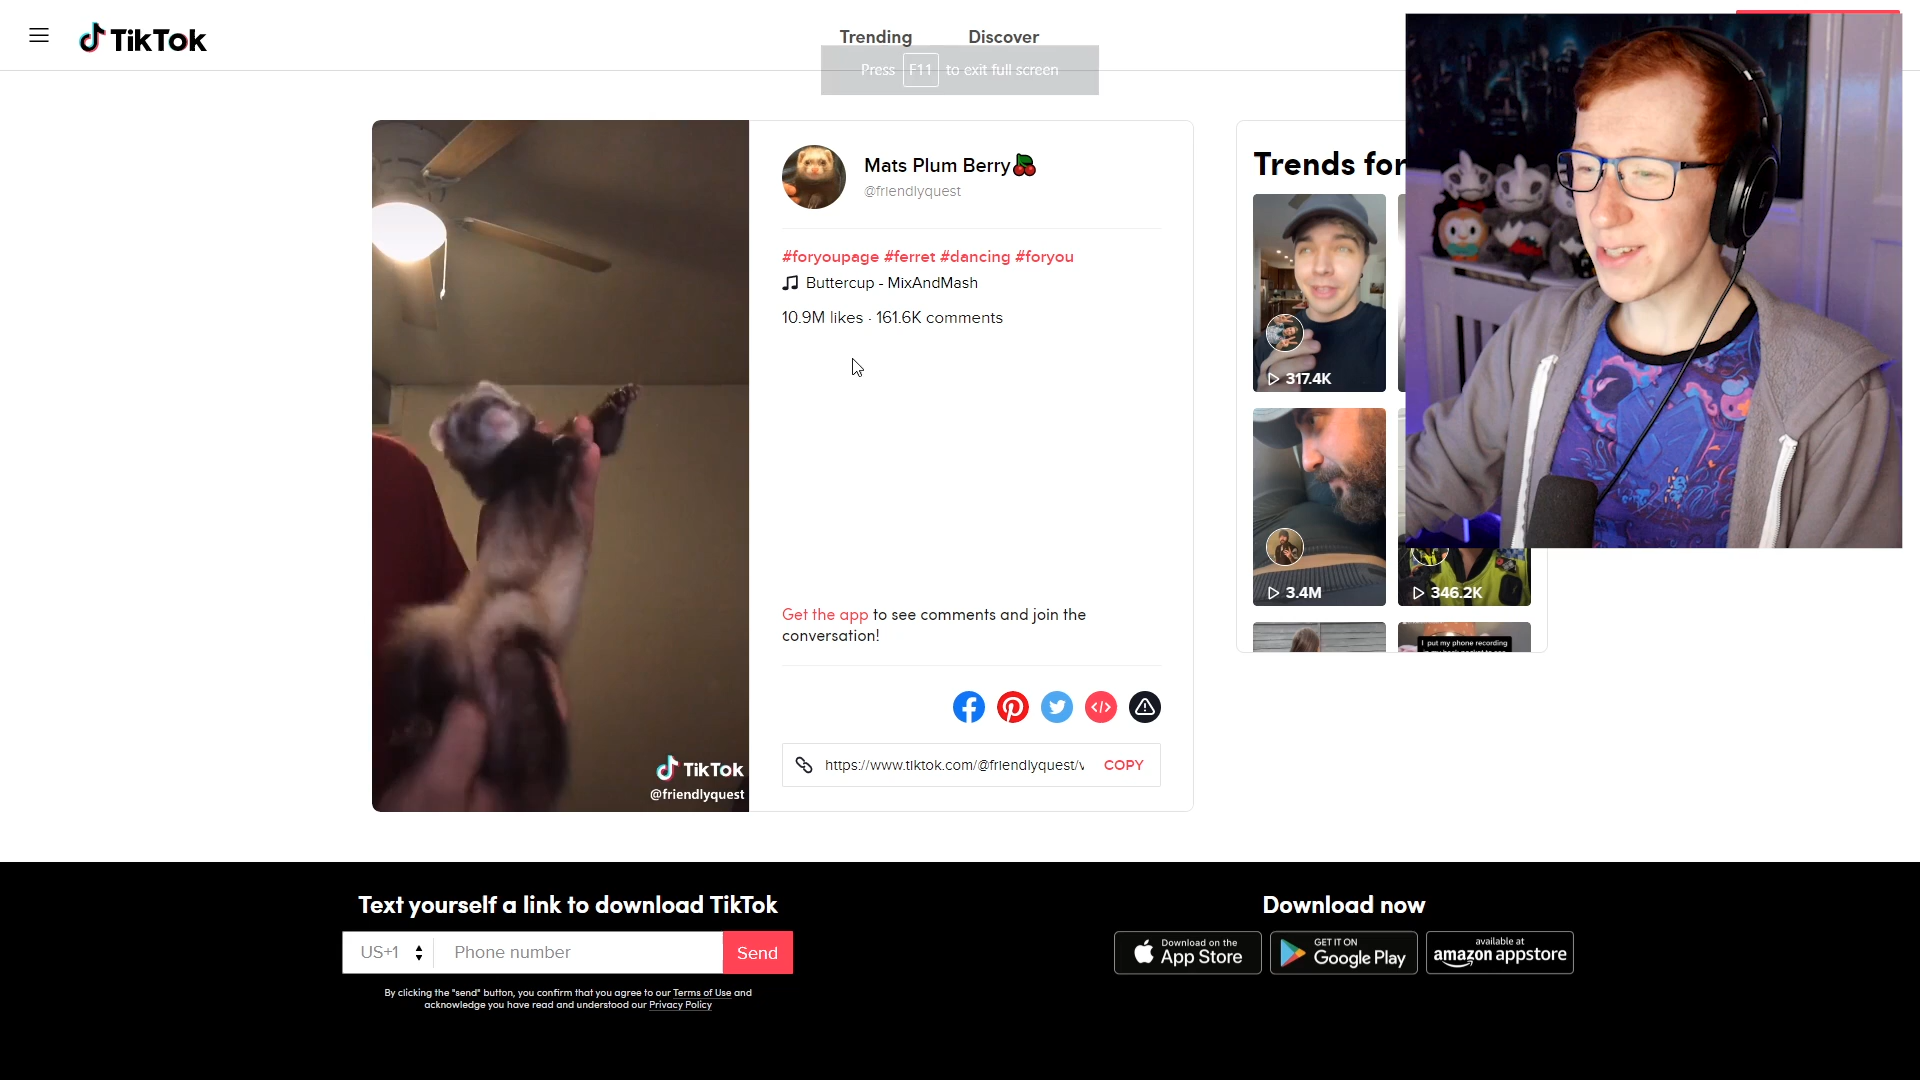 TikTok
Trending
Discover
Press F11 to exit full screen
Mats Plum Berry
@friendlyquest
#foryoupage #ferret #dancing #foryou
Buttercup - MixAndMash
10.9M likes · 161.6K comments
Get the app to see comments and join the
conversation!
https://www.tiktok.com/@friendlyquest/v
COPY
TikTok
@friendlyquest
Trends for
317.4K
3.4M
346.2K
I put my phone recording
Text yourself a link to download TikTok
US+1
Phone number
Send
By clicking the "send" button, you confirm that you agree to our Terms of Use and
acknowledge you have read and understood our Privacy Policy
Download now
Download on the
App Store
GET IT ON
Google Play
available at
amazon appstore